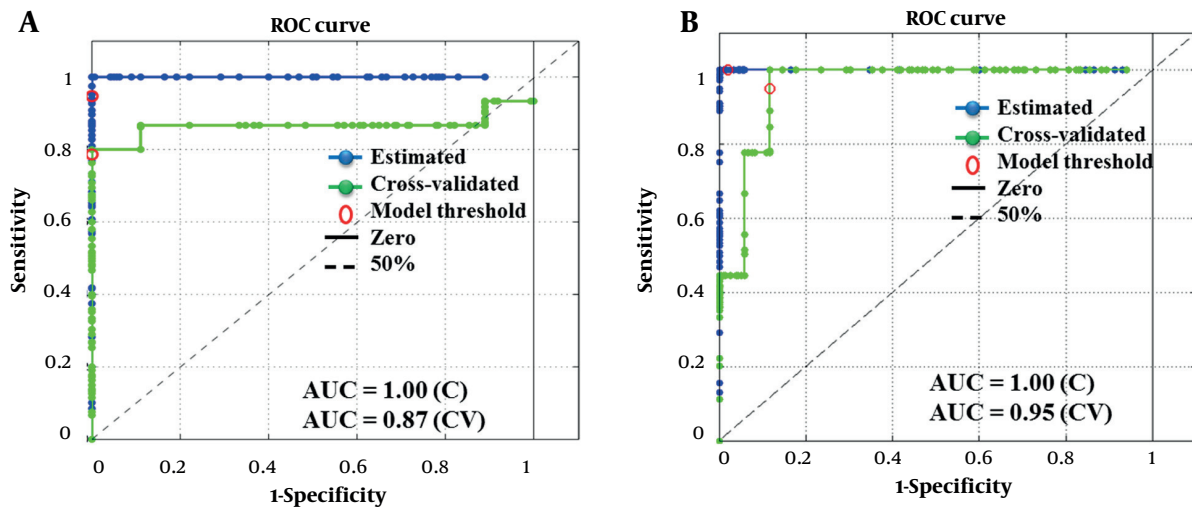 A
ROC curve
Sensitivity
1
0.8
0.6
0.4
0.2
0
Estimated
Cross-validated
Model threshold
Zero
50%
AUC = 1.00 (C)
AUC = 0.87 (CV)
0 0.2 0.4 0.6 0.8 1
1-Specificity
B
ROC curve
Sensitivity
1
0.8
0.6
0.4
0.2
0
Estimated
Cross-validated
Model threshold
Zero
50%
AUC = 1.00 (C)
AUC = 0.95 (CV)
0 0.2 0.4 0.6 0.8 1
1-Specificity